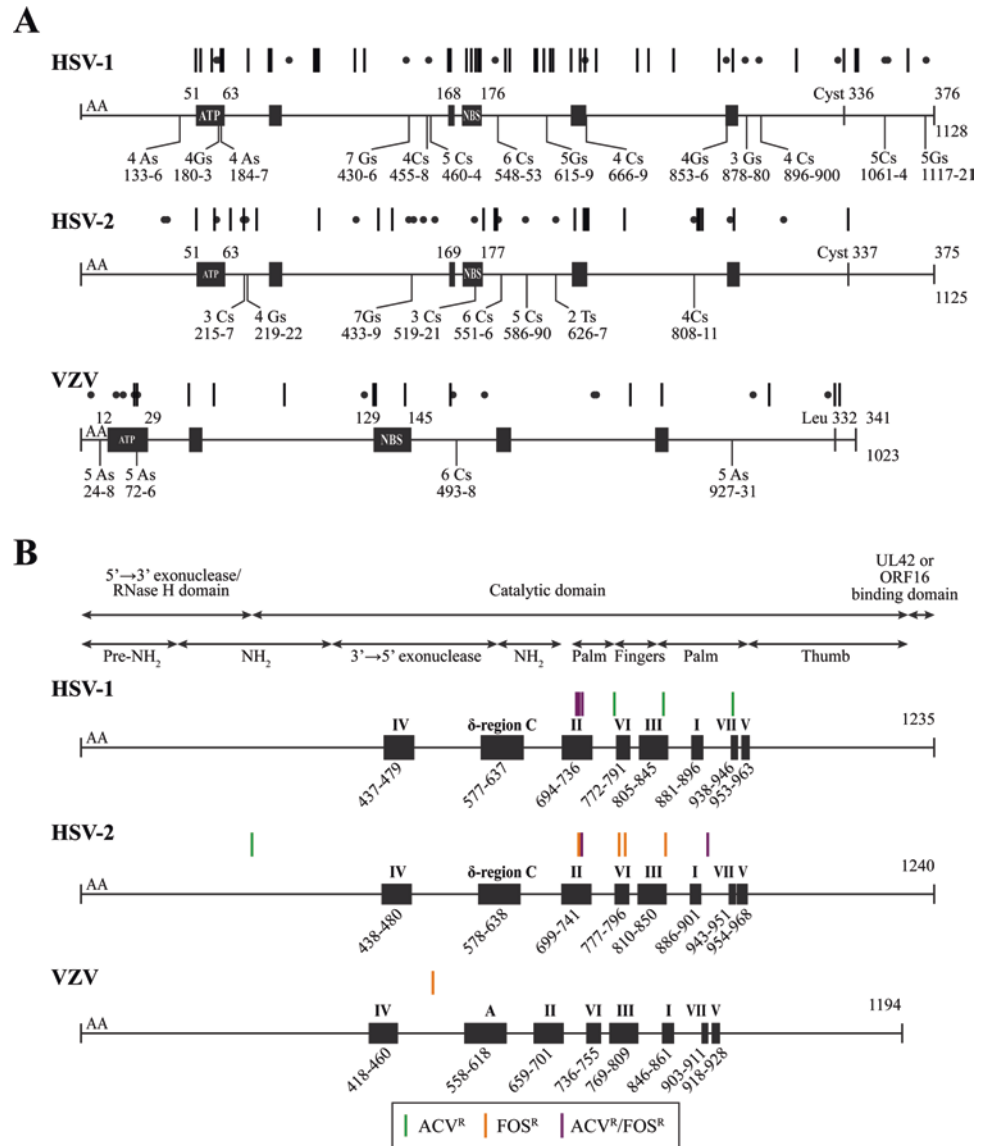 A
HSV-1
51 63 168 176 Cyst 336 376
AA ATP NBS
1128
4 As 4Gs 4 As 7 Gs 4Cs 5 Cs 6 Cs 5Gs 4 Cs 4Gs 3 Gs 4 Cs 5Cs 5Gs
133-6 180-3 184-7 430-6 455-8 460-4 548-53 615-9 666-9 853-6 878-80 896-900 1061-4 1117-21
HSV-2
51 63 169 177 Cyst 337 375
AA ATP NBS
1125
3 Cs 4 Gs 7Gs 3 Cs 6 Cs 5 Cs 2 Ts 4Cs
215-7 219-22 433-9 519-21 551-6 586-90 626-7 808-11
VZV
12 29 129 145 Leu 332 341
AA ATP NBS
1023
5 As 5 As 6 Cs 5 As
24-8 72-6 493-8 927-31
B
5’→3’ exonuclease/
RNase H domain
Catalytic domain
UL42 or
ORF16
binding domain
Pre-NH₂ NH₂ 3’→5’ exonuclease NH₂ Palm Fingers Palm Thumb
HSV-1
AA IV δ-region C II VI III I VII V 1235
437-479 577-637 694-736 772-791 805-845 881-896 938-946 953-963
HSV-2
AA IV δ-region C II VI III I VII V 1240
438-480 578-638 699-741 777-796 810-850 886-901 943-951 954-968
VZV
AA IV A II VI III I VII V 1194
418-460 558-618 659-701 736-755 769-809 846-861 903-911 918-928
ACVᴿ FOSᴿ ACVᴿ/FOSᴿ